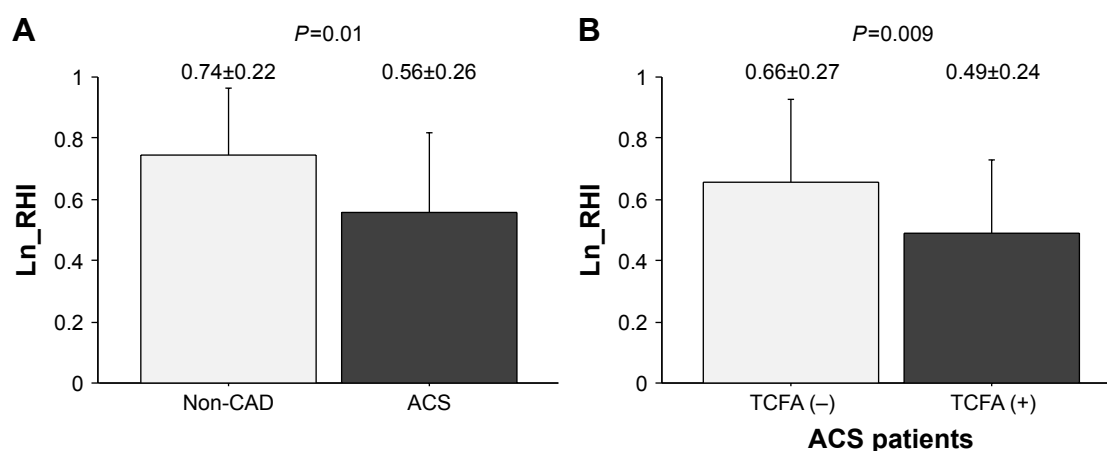 A
P=0.01
0.74±0.22 0.56±0.26
1
0.8
0.6
0.4
0.2
0
Ln_RHI
Non-CAD ACS
B
P=0.009
0.66±0.27 0.49±0.24
1
0.8
0.6
0.4
0.2
0
Ln_RHI
TCFA (–) TCFA (+)
ACS patients